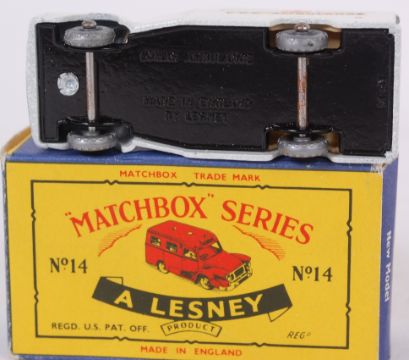 MADE IN ENGLAND
BY LESNEY
MATCHBOX TRADE MARK
"MATCHBOX" SERIES
Nº14
Nº14
A LESNEY
PRODUCT
REGD. U.S. PAT. OFF.
REGD
MADE IN ENGLAND
New Model